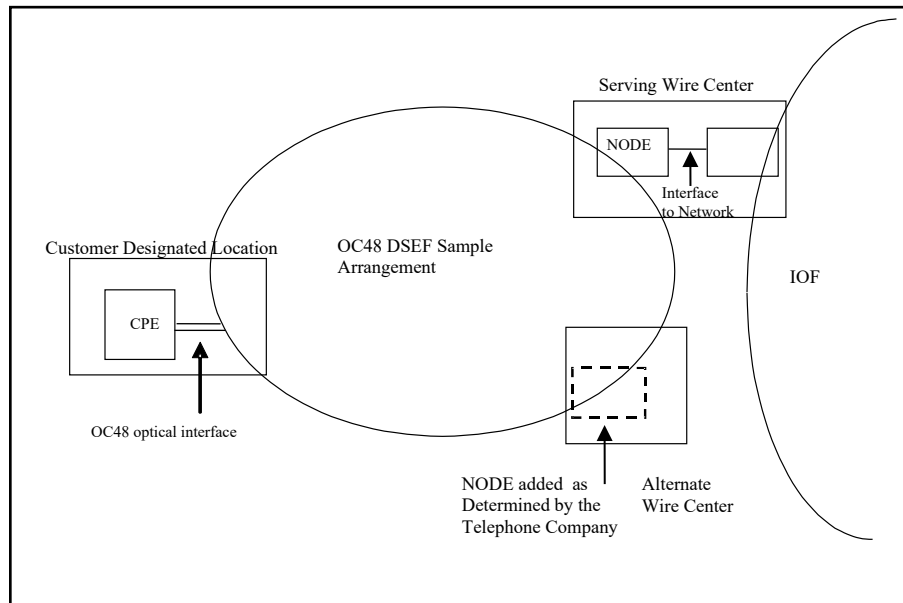 Serving Wire Center
NODE
Interface
to Network
Customer Designated Location
OC48 DSEF Sample
Arrangement
IOF
CPE
OC48 optical interface
NODE added as
Determined by the
Telephone Company
Alternate
Wire Center